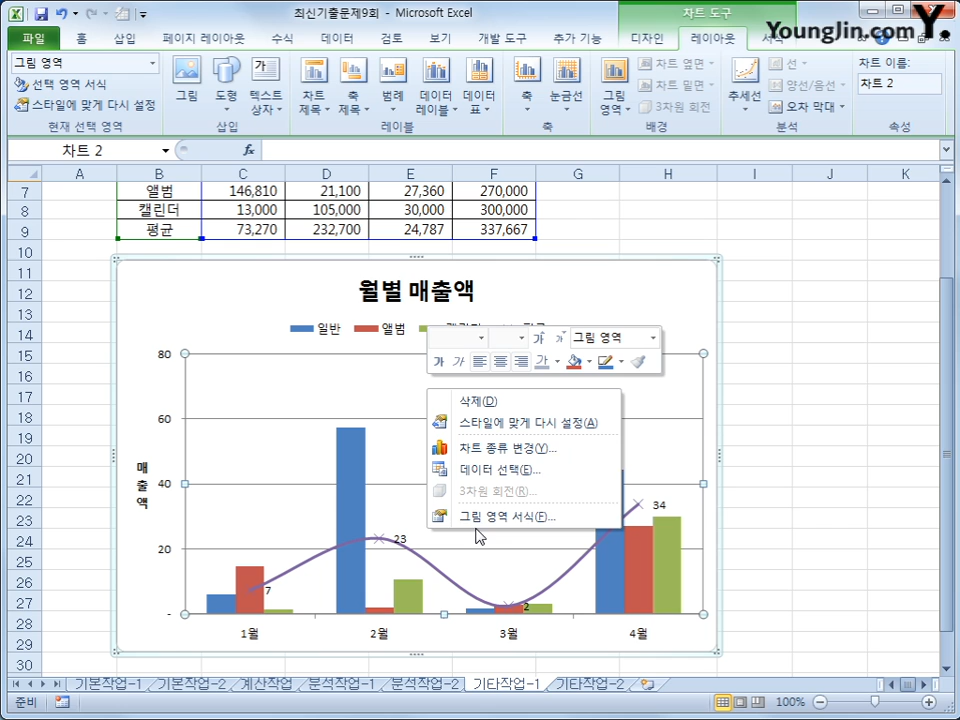 최신기출문제9회 - Microsoft Excel
차트 도구
Younglin.com Y.
파일 홈 삽입 페이지 레이아웃 수식 데이터 검토 보기 개발 도구 추가 기능 디자인 레이아웃 서식
그림 영역
선택 영역 서식
스타일에 맞게 다시 설정
현재 선택 영역
그림
도형
텍스트 상자
삽입
차트 제목
축 제목
범례
데이터 레이블
데이터 표
레이블
축
눈금선
축
그림 영역
차트 옆면
차트 밑면
3차원 회전
배경
추세선
선
양선/음선
오차 막대
분석
차트 이름:
차트 2
속성
차트 2 fx
A B C D E F G H I J K
7 앨범 146,810 21,100 27,360 270,000
8 캘린더 13,000 105,000 30,000 300,000
9 평균 73,270 232,700 24,787 337,667
10
11
12
13
14
15
16
17
18
19
20
21
22
23
24
25
26
27
28
29
30
월별 매출액
일반 앨범
80
60
40
20
-
매출액
7
23
2
34
1월 2월 3월 4월
가 가 그림 영역
가 가 가
삭제(D)
스타일에 맞게 다시 설정(A)
차트 종류 변경(Y)...
데이터 선택(E)...
3차원 회전(R)...
그림 영역 서식(F)...
기본작업-1 기본작업-2 계산작업 분석작업-1 분석작업-2 기타작업-1 기타작업-2
준비 100%